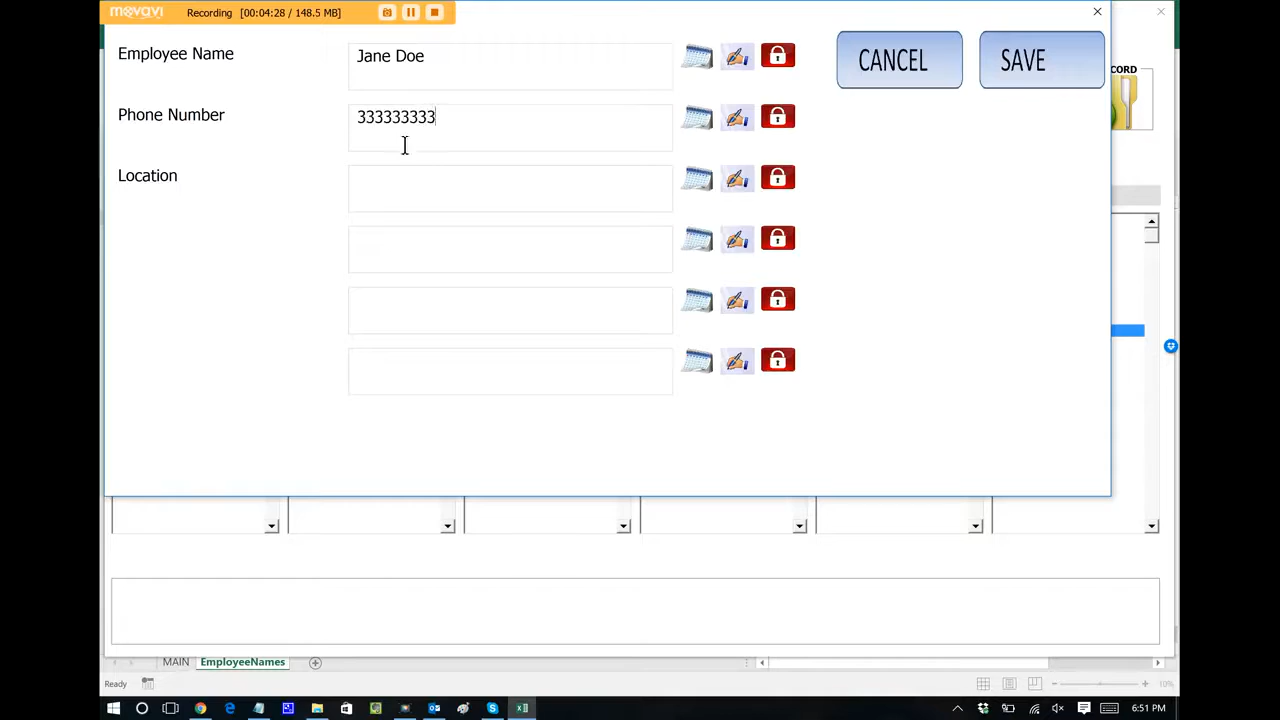 movavi Recording [00:04:28 / 148.5 MB]
Employee Name Jane Doe CANCEL SAVE
CORD
Phone Number 333333333
Location
MAIN EmployeeNames
Ready 10%
6:51 PM